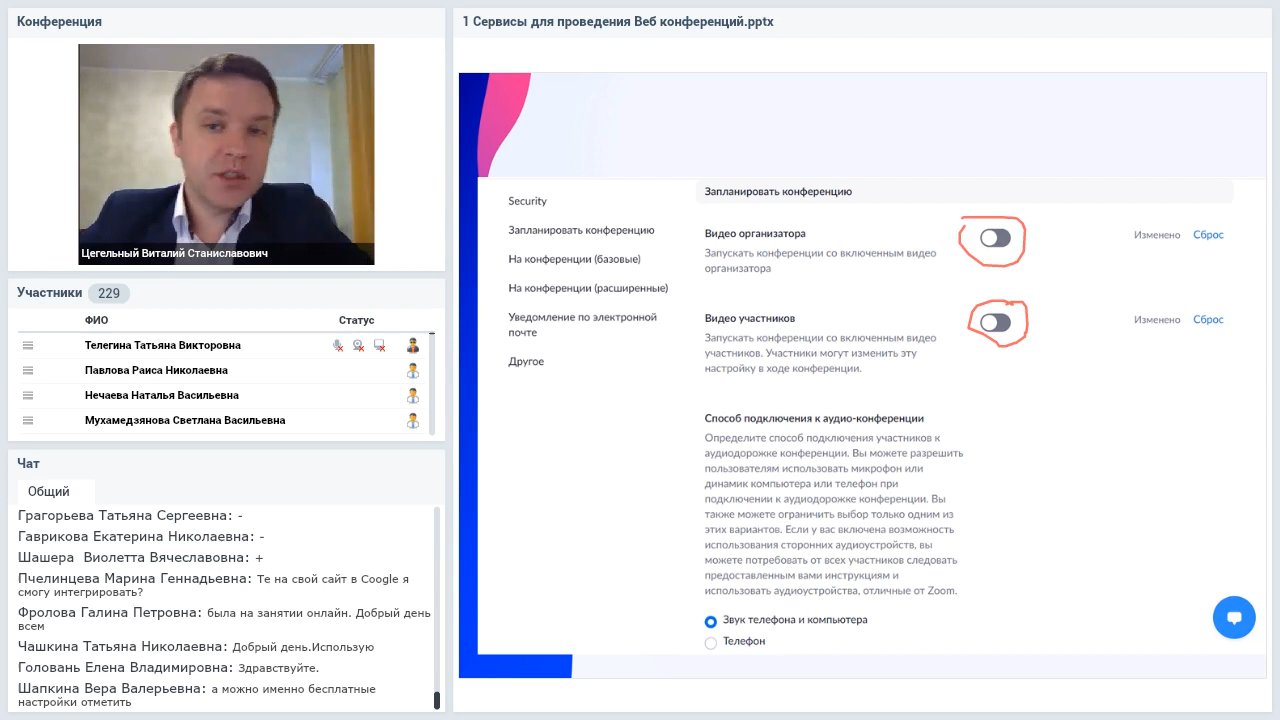 Конференция
Цегельный Виталий Станиславович
Участники 229
ФИО Статус
Телегина Татьяна Викторовна
Павлова Раиса Николаевна
Нечаева Наталья Васильевна
Мухамедзянова Светлана Васильевна
Чат
Общий
Грагорьева Татьяна Сергеевна: -
Гаврикова Екатерина Николаевна: -
Шашера Виолетта Вячеславовна: +
Пчелинцева Марина Геннадьевна: Те на свой сайт в Coogle я
смогу интегрировать?
Фролова Галина Петровна: была на занятии онлайн. Добрый день
всем
Чашкина Татьяна Николаевна: Добрый день.Использую
Головань Елена Владимировна: Здравствуйте.
Шапкина Вера Валерьевна: а можно именно бесплатные
настройки отметить
1 Сервисы для проведения Веб конференций.pptx
Security
Запланировать конференцию
На конференции (базовые)
На конференции (расширенные)
Уведомление по электронной
почте
Другое
Запланировать конференцию
Видео организатора
Изменено Сброс
Запускать конференции со включенным видео
организатора
Видео участников
Изменено Сброс
Запускать конференции со включенным видео
участников. Участники могут изменить эту
настройку в ходе конференции.
Способ подключения к аудио-конференции
Определите способ подключения участников к
аудиодорожке конференции. Вы можете разрешить
пользователям использовать микрофон или
динамик компьютера или телефон при
подключении к аудиодорожке конференции. Вы
также можете ограничить выбор только одним из
этих вариантов. Если у вас включена возможность
использования сторонних аудиоустройств, вы
можете потребовать от всех участников следовать
предоставленным вами инструкциям и
использовать аудиоустройства, отличные от Zoom.
Звук телефона и компьютера
Телефон